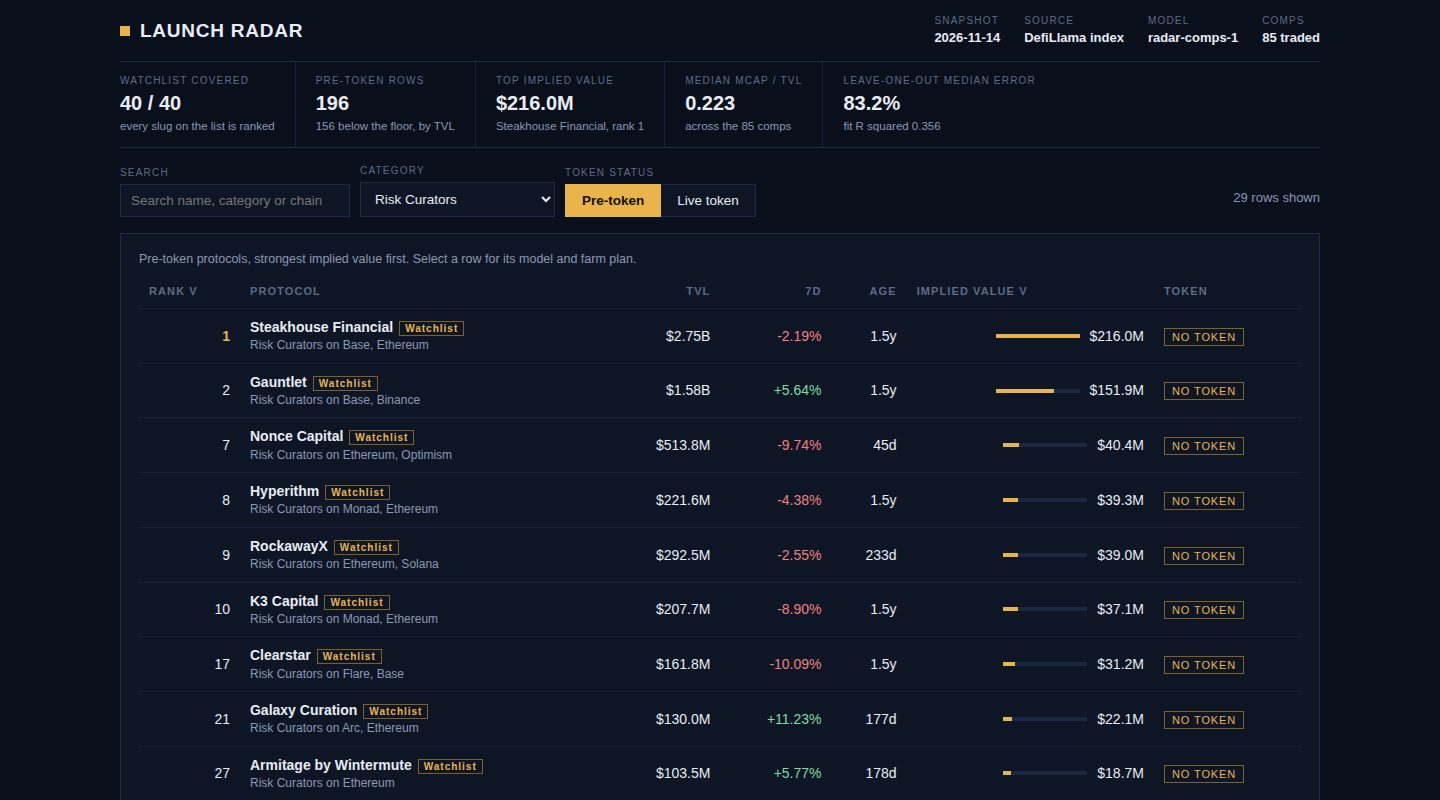 LAUNCH RADAR
SNAPSHOT SOURCE MODEL COMPS
2026-11-14 DefiLlama index radar-comps-1 85 traded
WATCHLIST COVERED PRE-TOKEN ROWS TOP IMPLIED VALUE MEDIAN MCAP / TVL LEAVE-ONE-OUT MEDIAN ERROR
40 / 40 196 $216.0M 0.223 83.2%
every slug on the list is ranked 156 below the floor, by TVL Steakhouse Financial, rank 1 across the 85 comps fit R squared 0.356
SEARCH CATEGORY TOKEN STATUS
Search name, category or chain Risk Curators Pre-token Live token 29 rows shown
Pre-token protocols, strongest implied value first. Select a row for its model and farm plan.
RANK V PROTOCOL TVL 7D AGE IMPLIED VALUE V TOKEN
1 Steakhouse Financial Watchlist $2.75B -2.19% 1.5y $216.0M NO TOKEN
Risk Curators on Base, Ethereum
2 Gauntlet Watchlist $1.58B +5.64% 1.5y $151.9M NO TOKEN
Risk Curators on Base, Binance
7 Nonce Capital Watchlist $513.8M -9.74% 45d $40.4M NO TOKEN
Risk Curators on Ethereum, Optimism
8 Hyperithm Watchlist $221.6M -4.38% 1.5y $39.3M NO TOKEN
Risk Curators on Monad, Ethereum
9 RockawayX Watchlist $292.5M -2.55% 233d $39.0M NO TOKEN
Risk Curators on Ethereum, Solana
10 K3 Capital Watchlist $207.7M -8.90% 1.5y $37.1M NO TOKEN
Risk Curators on Monad, Ethereum
17 Clearstar Watchlist $161.8M -10.09% 1.5y $31.2M NO TOKEN
Risk Curators on Flare, Base
21 Galaxy Curation Watchlist $130.0M +11.23% 177d $22.1M NO TOKEN
Risk Curators on Arc, Ethereum
27 Armitage by Wintermute Watchlist $103.5M +5.77% 178d $18.7M NO TOKEN
Risk Curators on Ethereum